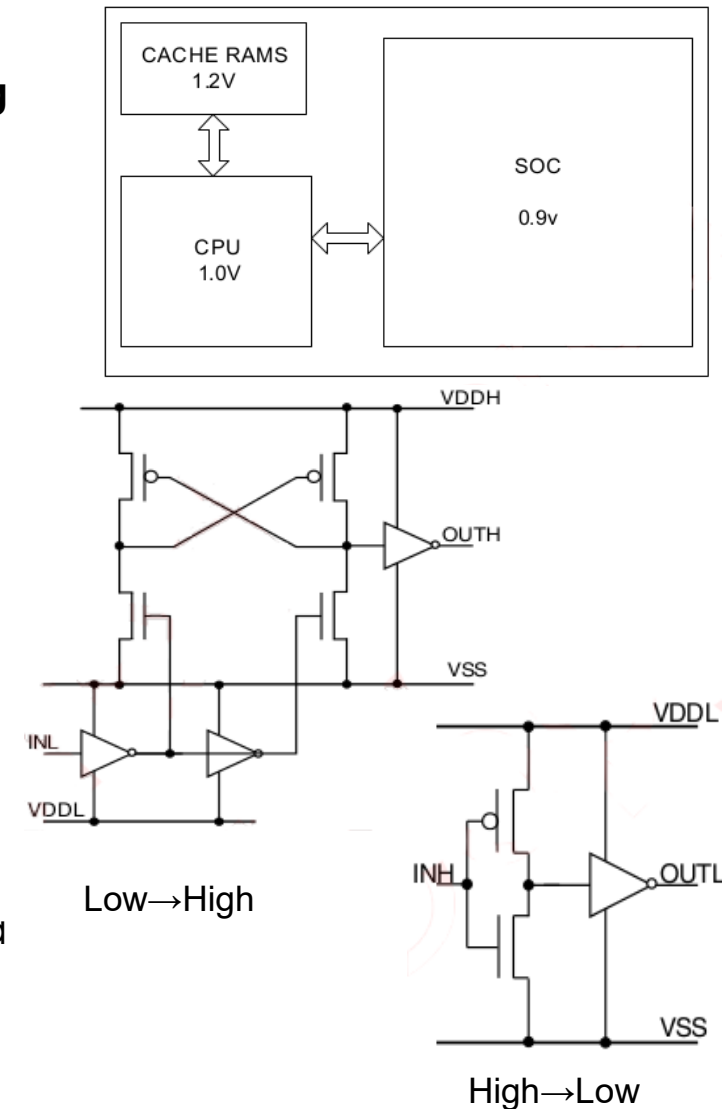 CACHE RAMS
1.2V
SOC
0.9v
CPU
1.0V
VDDH
OUTH
VSS
INL
VDDL
Low→High
VDDL
INH
OUTL
VSS
High→Low